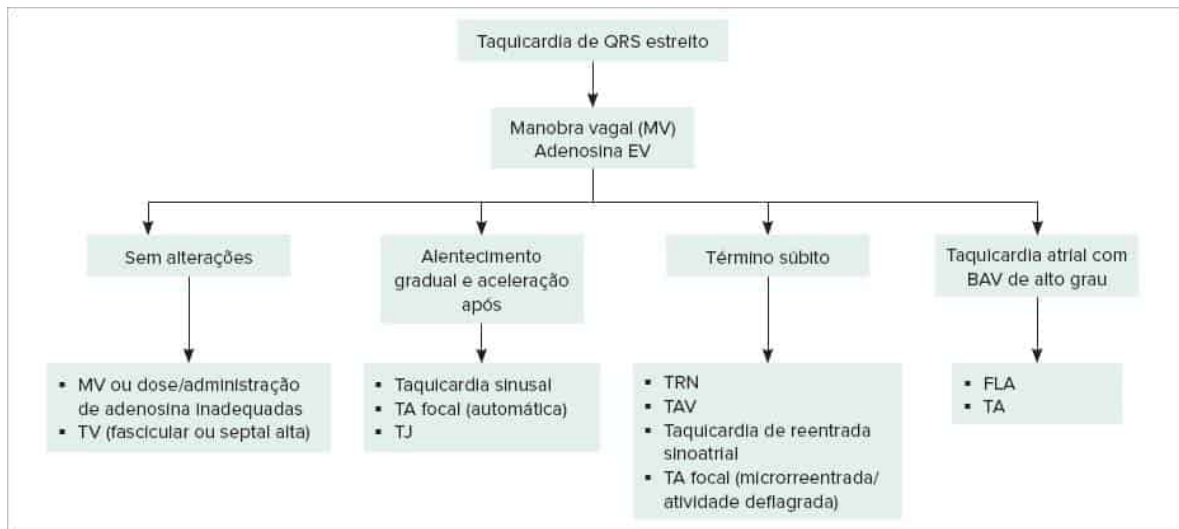 Taquicardia de QRS estreito
Manobra vagal (MV)
Adenosina EV
Sem alterações
Alentecimento
gradual e aceleração
após
Término súbito
Taquicardia atrial com
BAV de alto grau
▪ MV ou dose/administração
de adenosina inadequadas
▪ TV (fascicular ou septal alta)
▪ Taquicardia sinusal
▪ TA focal (automática)
▪ TJ
▪ TRN
▪ TAV
▪ Taquicardia de reentrada
sinoatrial
▪ TA focal (microrreentrada/
atividade deflagrada)
▪ FLA
▪ TA